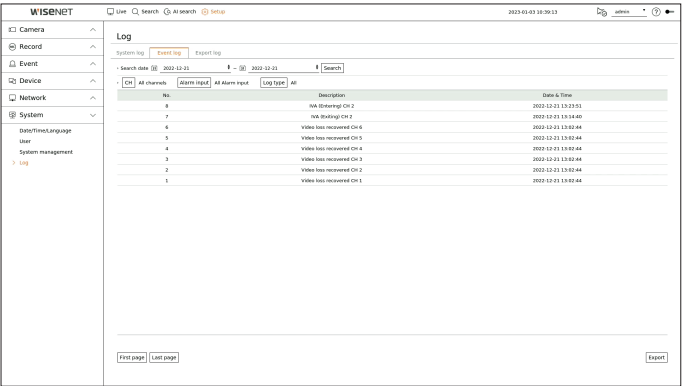 WISENET
Live Search AI search Setup 2023-01-03 10:39:13 admin ?
Camera
Record
Event
Device
Network
System
Date/Time/Language
User
System management
> Log
Log
System log Event log Export log
Search date 2022-12-21 ~ 2022-12-21 Search
CH All channels Alarm input All Alarm input Log type All
No. Description Date & Time
8 IVA (Entering) CH 2 2022-12-21 13:23:51
7 IVA (Exiting) CH 2 2022-12-21 13:14:40
6 Video loss recovered CH 6 2022-12-21 13:02:44
5 Video loss recovered CH 5 2022-12-21 13:02:44
4 Video loss recovered CH 4 2022-12-21 13:02:44
3 Video loss recovered CH 3 2022-12-21 13:02:44
2 Video loss recovered CH 2 2022-12-21 13:02:44
1 Video loss recovered CH 1 2022-12-21 13:02:44
First page Last page Export